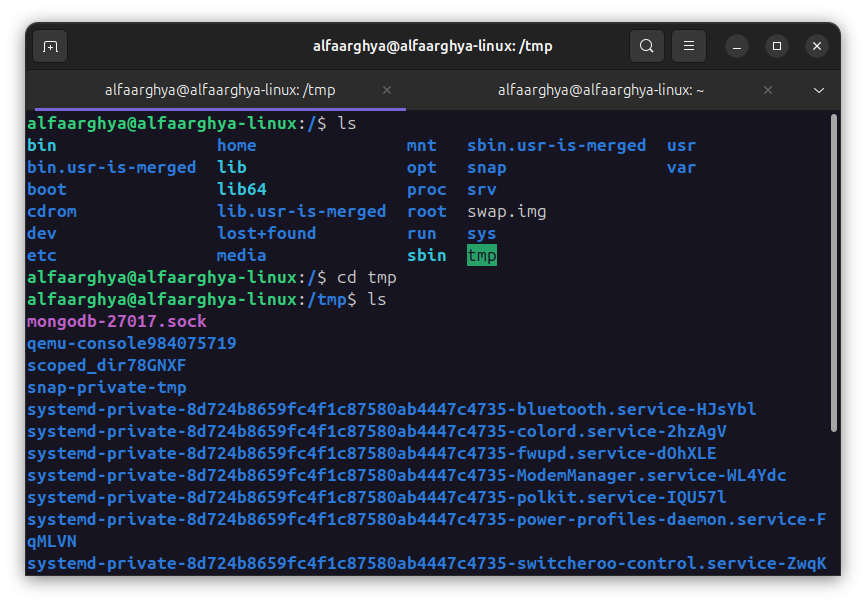 alfaarghya@alfaarghya-linux: /tmp
alfaarghya@alfaarghya-linux: /tmp alfaarghya@alfaarghya-linux: ~
alfaarghya@alfaarghya-linux:/$ ls
bin home mnt sbin.usr-is-merged usr
bin.usr-is-merged lib opt snap var
boot lib64 proc srv
cdrom lib.usr-is-merged root swap.img
dev lost+found run sys
etc media sbin tmp
alfaarghya@alfaarghya-linux:/$ cd tmp
alfaarghya@alfaarghya-linux:/tmp$ ls
mongodb-27017.sock
qemu-console984075719
scoped_dir78GNXF
snap-private-tmp
systemd-private-8d724b8659fc4f1c87580ab4447c4735-bluetooth.service-HJsYbl
systemd-private-8d724b8659fc4f1c87580ab4447c4735-colord.service-2hzAgV
systemd-private-8d724b8659fc4f1c87580ab4447c4735-fwupd.service-dOhXLE
systemd-private-8d724b8659fc4f1c87580ab4447c4735-ModemManager.service-WL4Ydc
systemd-private-8d724b8659fc4f1c87580ab4447c4735-polkit.service-IQU57l
systemd-private-8d724b8659fc4f1c87580ab4447c4735-power-profiles-daemon.service-F
qMLVN
systemd-private-8d724b8659fc4f1c87580ab4447c4735-switcheroo-control.service-ZwqK